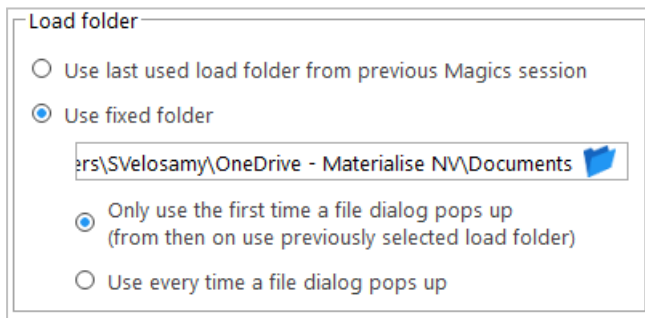 Load folder
Use last used load folder from previous Magics session
Use fixed folder
ers\SVelosamy\OneDrive - Materialise NV\Documents
Only use the first time a file dialog pops up
(from then on use previously selected load folder)
Use every time a file dialog pops up